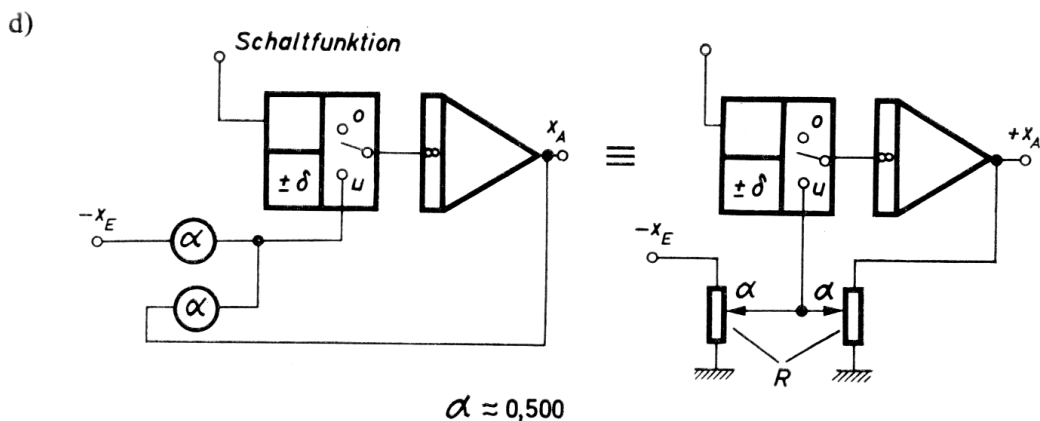 d)
Schaltfunktion
o
± δ
u
x_A
-x_E
α
α
≡
o
± δ
u
+x_A
-x_E
α
α
R
α ≈ 0,500